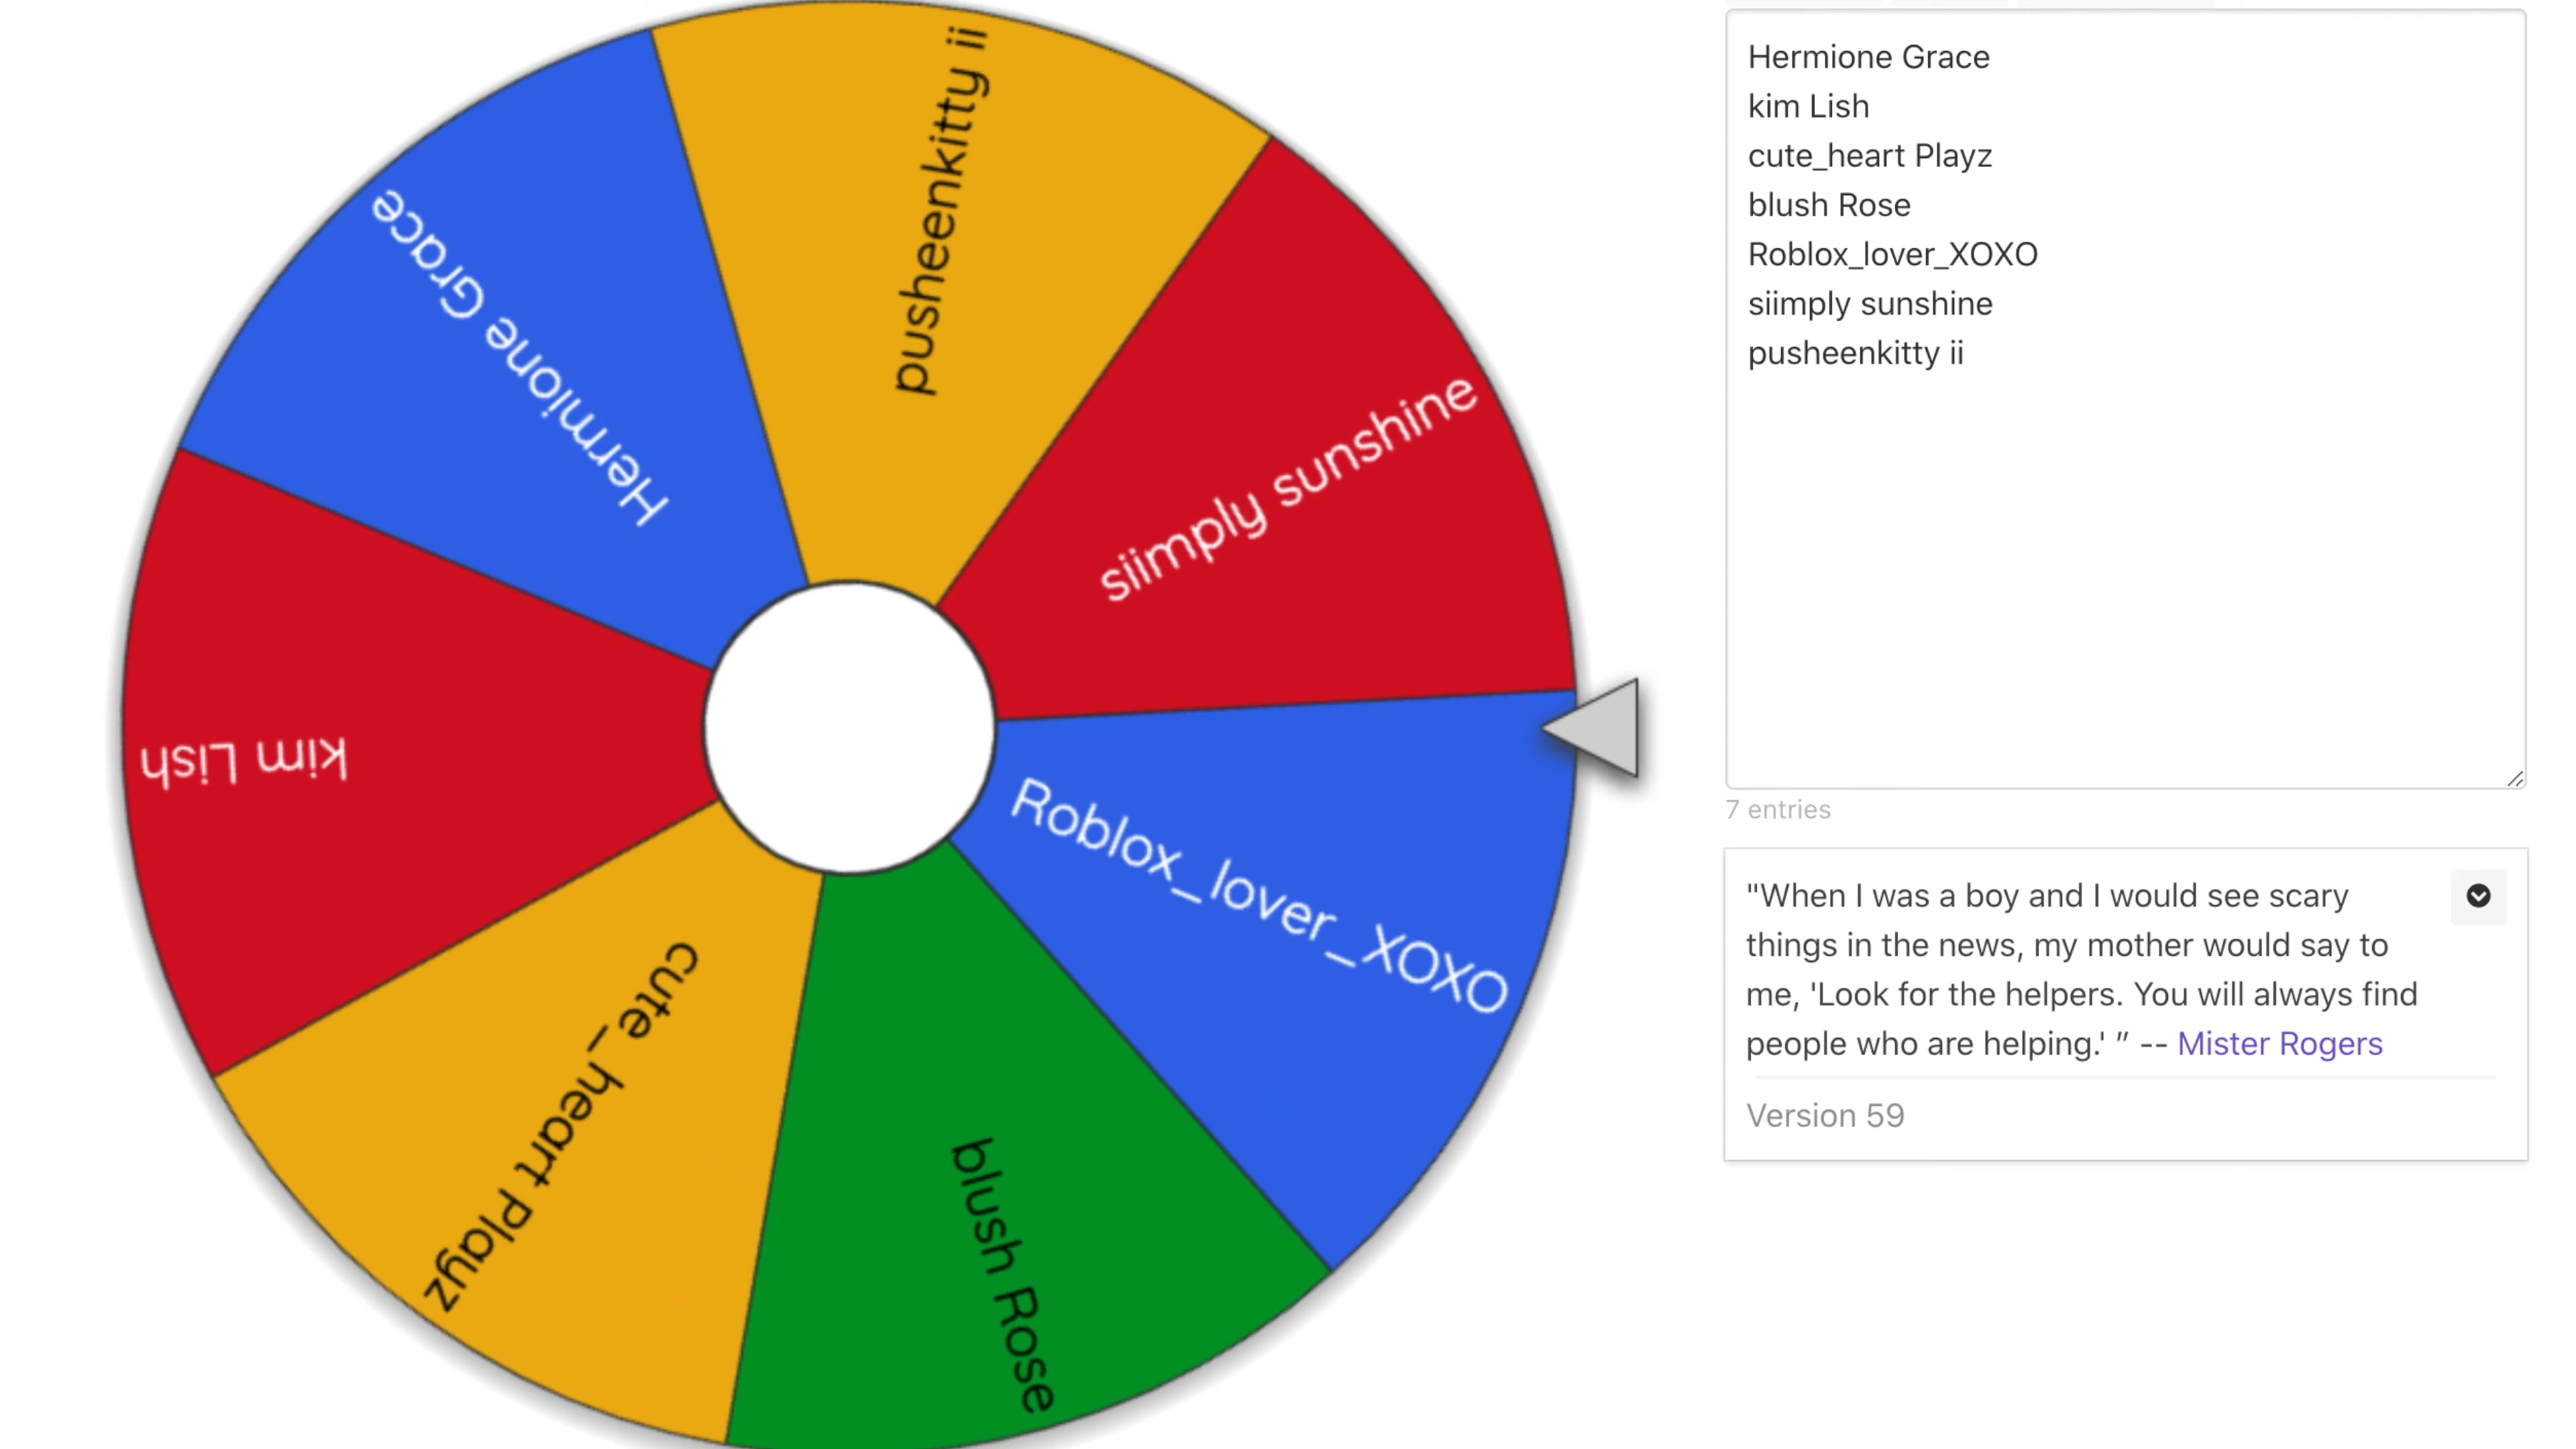 pusheenkitty ii
Hermione Grace
siimply sunshine
kim Lish
Roblox_lover_XOXO
cute_heart Playz
blush Rose
Hermione Grace
kim Lish
cute_heart Playz
blush Rose
Roblox_lover_XOXO
siimply sunshine
pusheenkitty ii
7 entries
"When I was a boy and I would see scary
things in the news, my mother would say to
me, 'Look for the helpers. You will always find
people who are helping.' ” -- Mister Rogers
Version 59